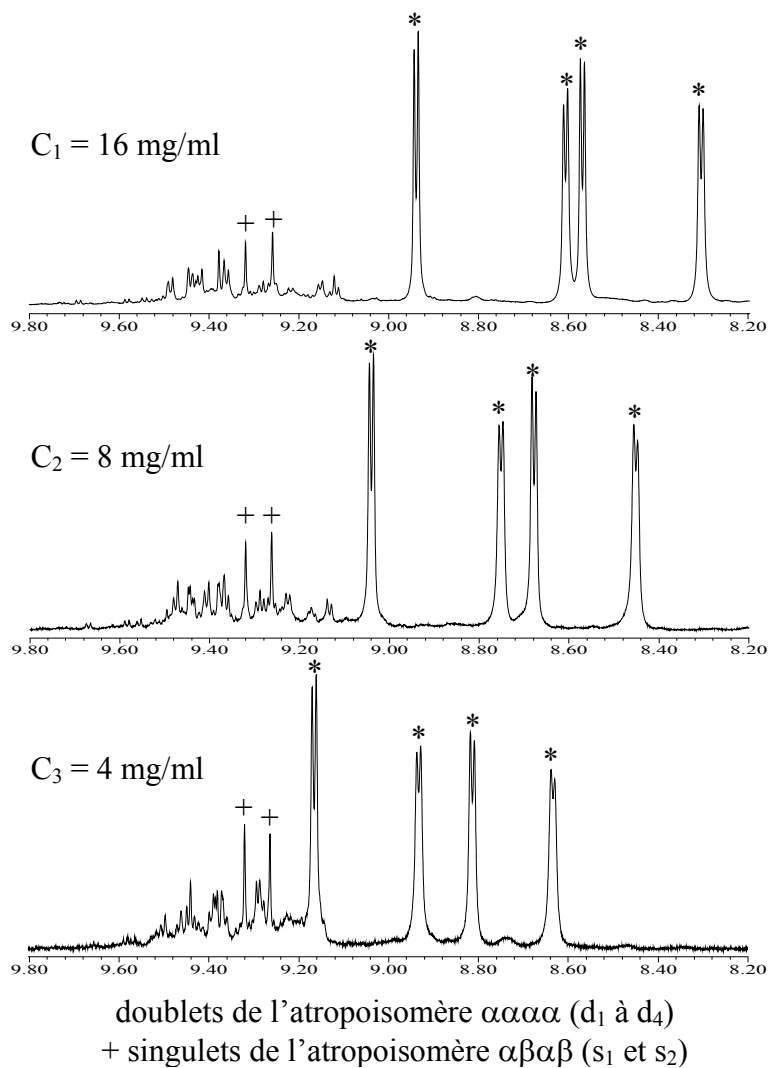 * * * *
C₁ = 16 mg/ml
+ +
9.80 9.60 9.40 9.20 9.00 8.80 8.60 8.40 8.20
* * * *
C₂ = 8 mg/ml
+ +
9.80 9.60 9.40 9.20 9.00 8.80 8.60 8.40 8.20
* * * *
C₃ = 4 mg/ml
+ +
9.80 9.60 9.40 9.20 9.00 8.80 8.60 8.40 8.20
doublets de l’atropoisomère αααα (d₁ à d₄)
+ singulets de l’atropoisomère αβαβ (s₁ et s₂)